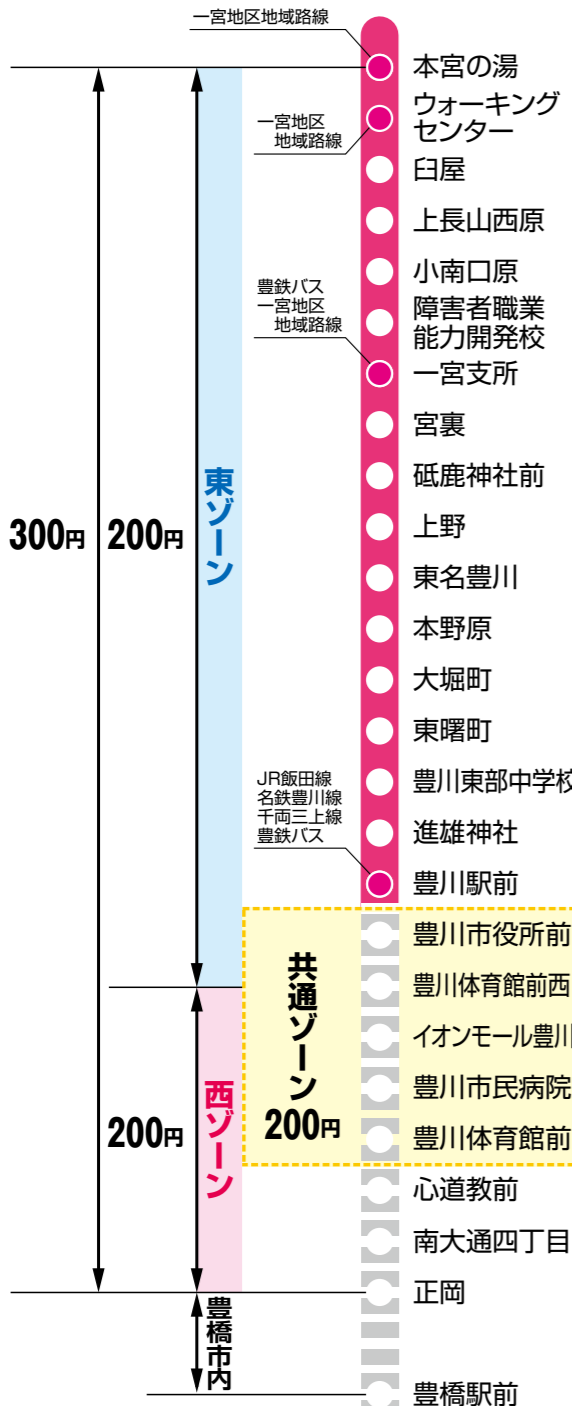 一宮地区地域路線
本宮の湯
ウォーキング
センター
一宮地区
地域路線
臼屋
上長山西原
小南口原
豊鉄バス
一宮地区
地域路線
障害者職業
能力開発校
一宮支所
宮裏
砥鹿神社前
300円
200円
東ゾーン
上野
東名豊川
本野原
大堀町
東曙町
JR飯田線
名鉄豊川線
千両三上線
豊鉄バス
豊川東部中学校
進雄神社
豊川駅前
豊川市役所前
豊川体育館前西
イオンモール豊川
豊川市民病院
豊川体育館前
共通ゾーン
200円
200円
西ゾーン
心道教前
南大通四丁目
正岡
豊橋市内
豊橋駅前